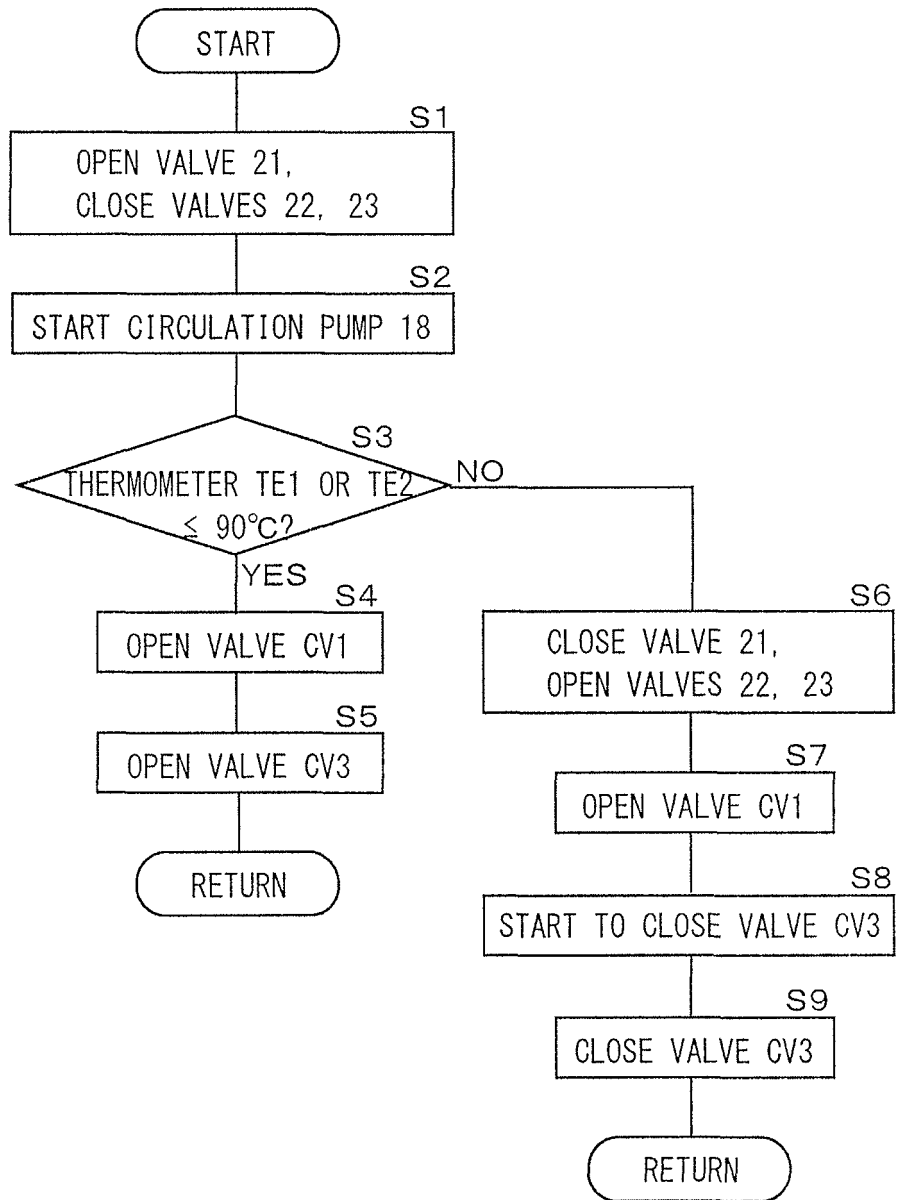 START
S1
OPEN VALVE 21,
CLOSE VALVES 22, 23
S2
START CIRCULATION PUMP 18
S3
THERMOMETER TE1 OR TE2
≤ 90°C?
NO
YES
S4
OPEN VALVE CV1
S5
OPEN VALVE CV3
RETURN
S6
CLOSE VALVE 21,
OPEN VALVES 22, 23
S7
OPEN VALVE CV1
S8
START TO CLOSE VALVE CV3
S9
CLOSE VALVE CV3
RETURN